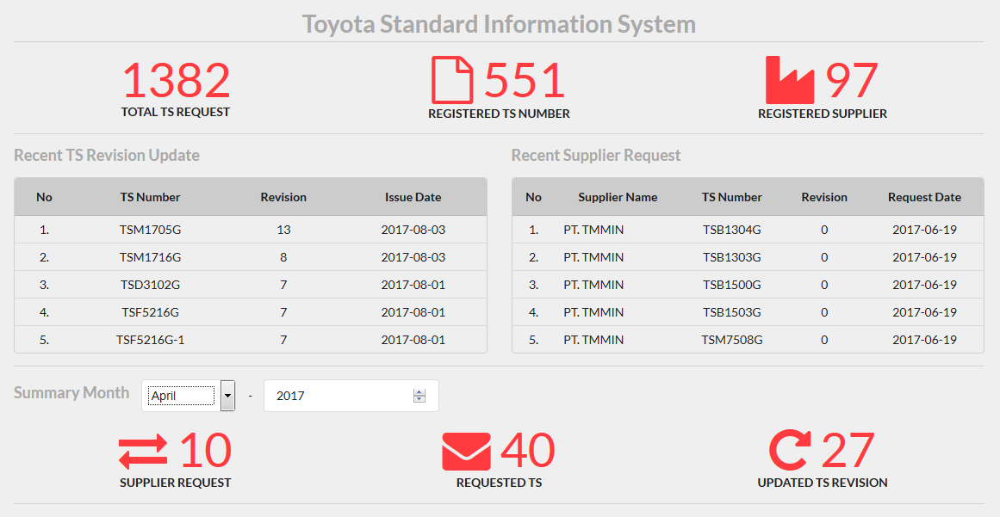 Toyota Standard Information System
1382 551 97
TOTAL TS REQUEST REGISTERED TS NUMBER REGISTERED SUPPLIER
Recent TS Revision Update
No TS Number Revision Issue Date
1. TSM1705G 13 2017-08-03
2. TSM1716G 8 2017-08-03
3. TSD3102G 7 2017-08-01
4. TSF5216G 7 2017-08-01
5. TSF5216G-1 7 2017-08-01
Recent Supplier Request
No Supplier Name TS Number Revision Request Date
1. PT. TMMIN TSB1304G 0 2017-06-19
2. PT. TMMIN TSB1303G 0 2017-06-19
3. PT. TMMIN TSB1500G 0 2017-06-19
4. PT. TMMIN TSB1503G 0 2017-06-19
5. PT. TMMIN TSM7508G 0 2017-06-19
Summary Month April - 2017
10 40 27
SUPPLIER REQUEST REQUESTED TS UPDATED TS REVISION